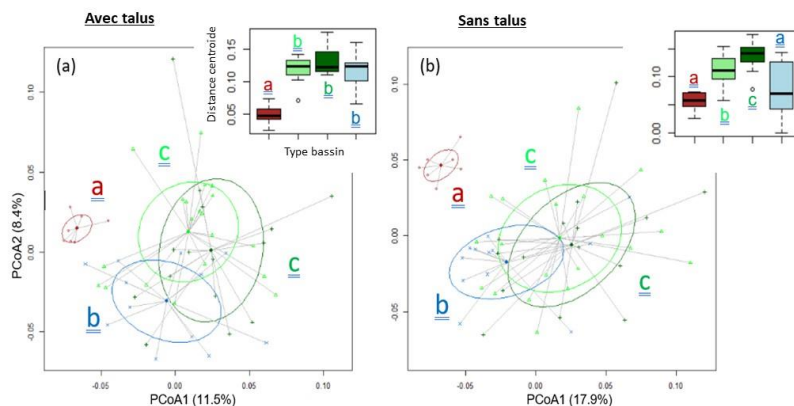 Avec talus
Sans talus
(a)
Distance centroide
0.05 0.10 0.15
a
b
b
b
Type bassin
PCoA2 (8.4%)
-0.05 0.00 0.05 0.10
a
b
c
c
-0.05 0.00 0.05 0.10
PCoA1 (11.5%)
(b)
0.00 0.10
a
b
c
a
-0.05 0.00 0.05 0.10
a
b
c
c
-0.05 0.00 0.05 0.10
PCoA1 (17.9%)